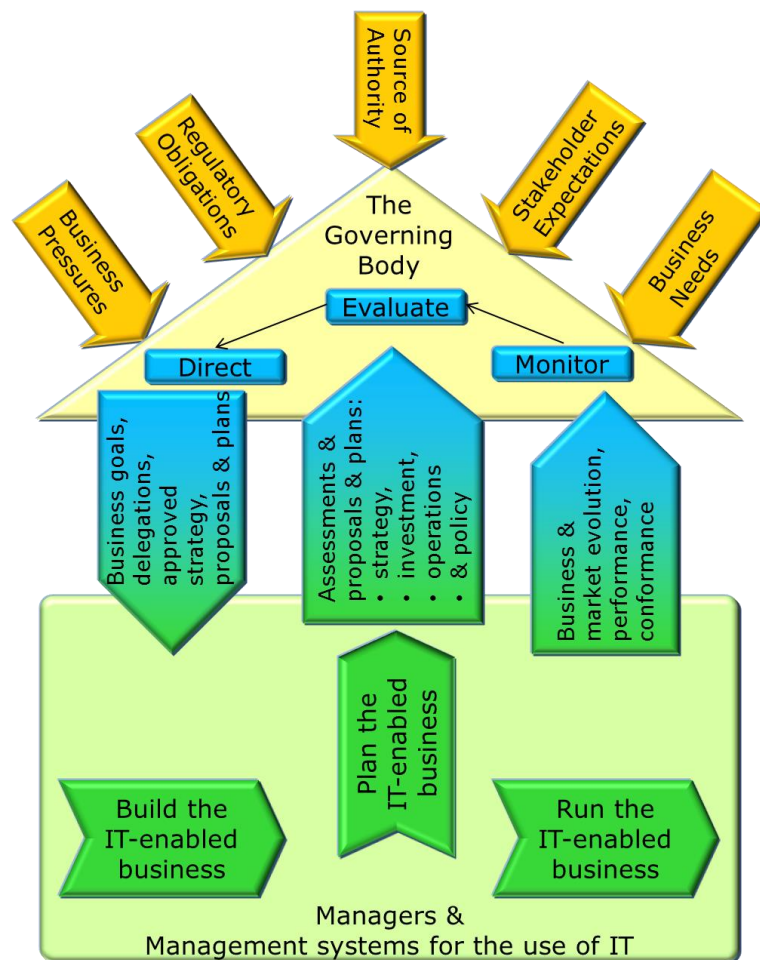 Source of
Authority
Regulatory
Obligations
Stakeholder
Expectations
Business
Pressures
Business
Needs
The
Governing
Body
Evaluate
Direct
Monitor
Business goals,
delegations,
approved
strategy,
proposals & plans
Assessments &
proposals & plans:
• strategy,
• investment,
• operations
• & policy
Business &
market evolution,
performance,
conformance
Plan the
IT-enabled
business
Build the
IT-enabled
business
Run the
IT-enabled
business
Managers &
Management systems for the use of IT